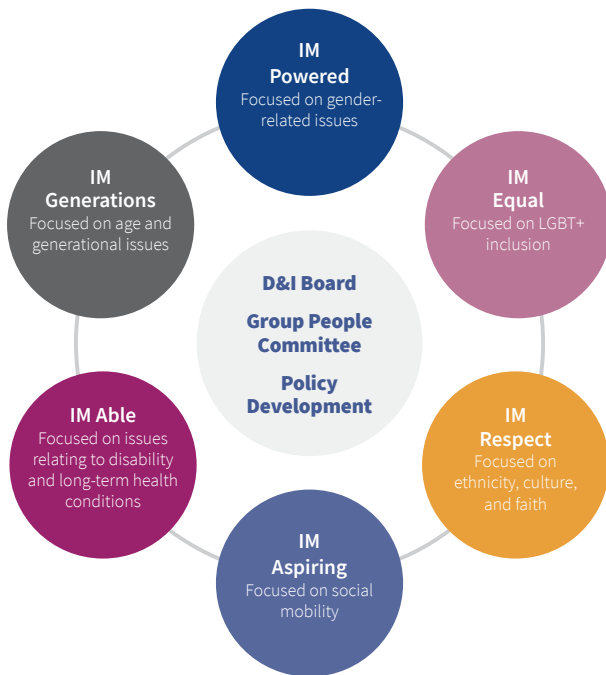 IM
Powered
Focused on gender-
related issues
IM
Generations
Focused on age and
generational issues
IM
Equal
Focused on LGBT+
inclusion
D&I Board
Group People
Committee
Policy
Development
IM Able
Focused on issues
relating to disability
and long-term health
conditions
IM
Respect
Focused on
ethnicity, culture,
and faith
IM
Aspiring
Focused on social
mobility